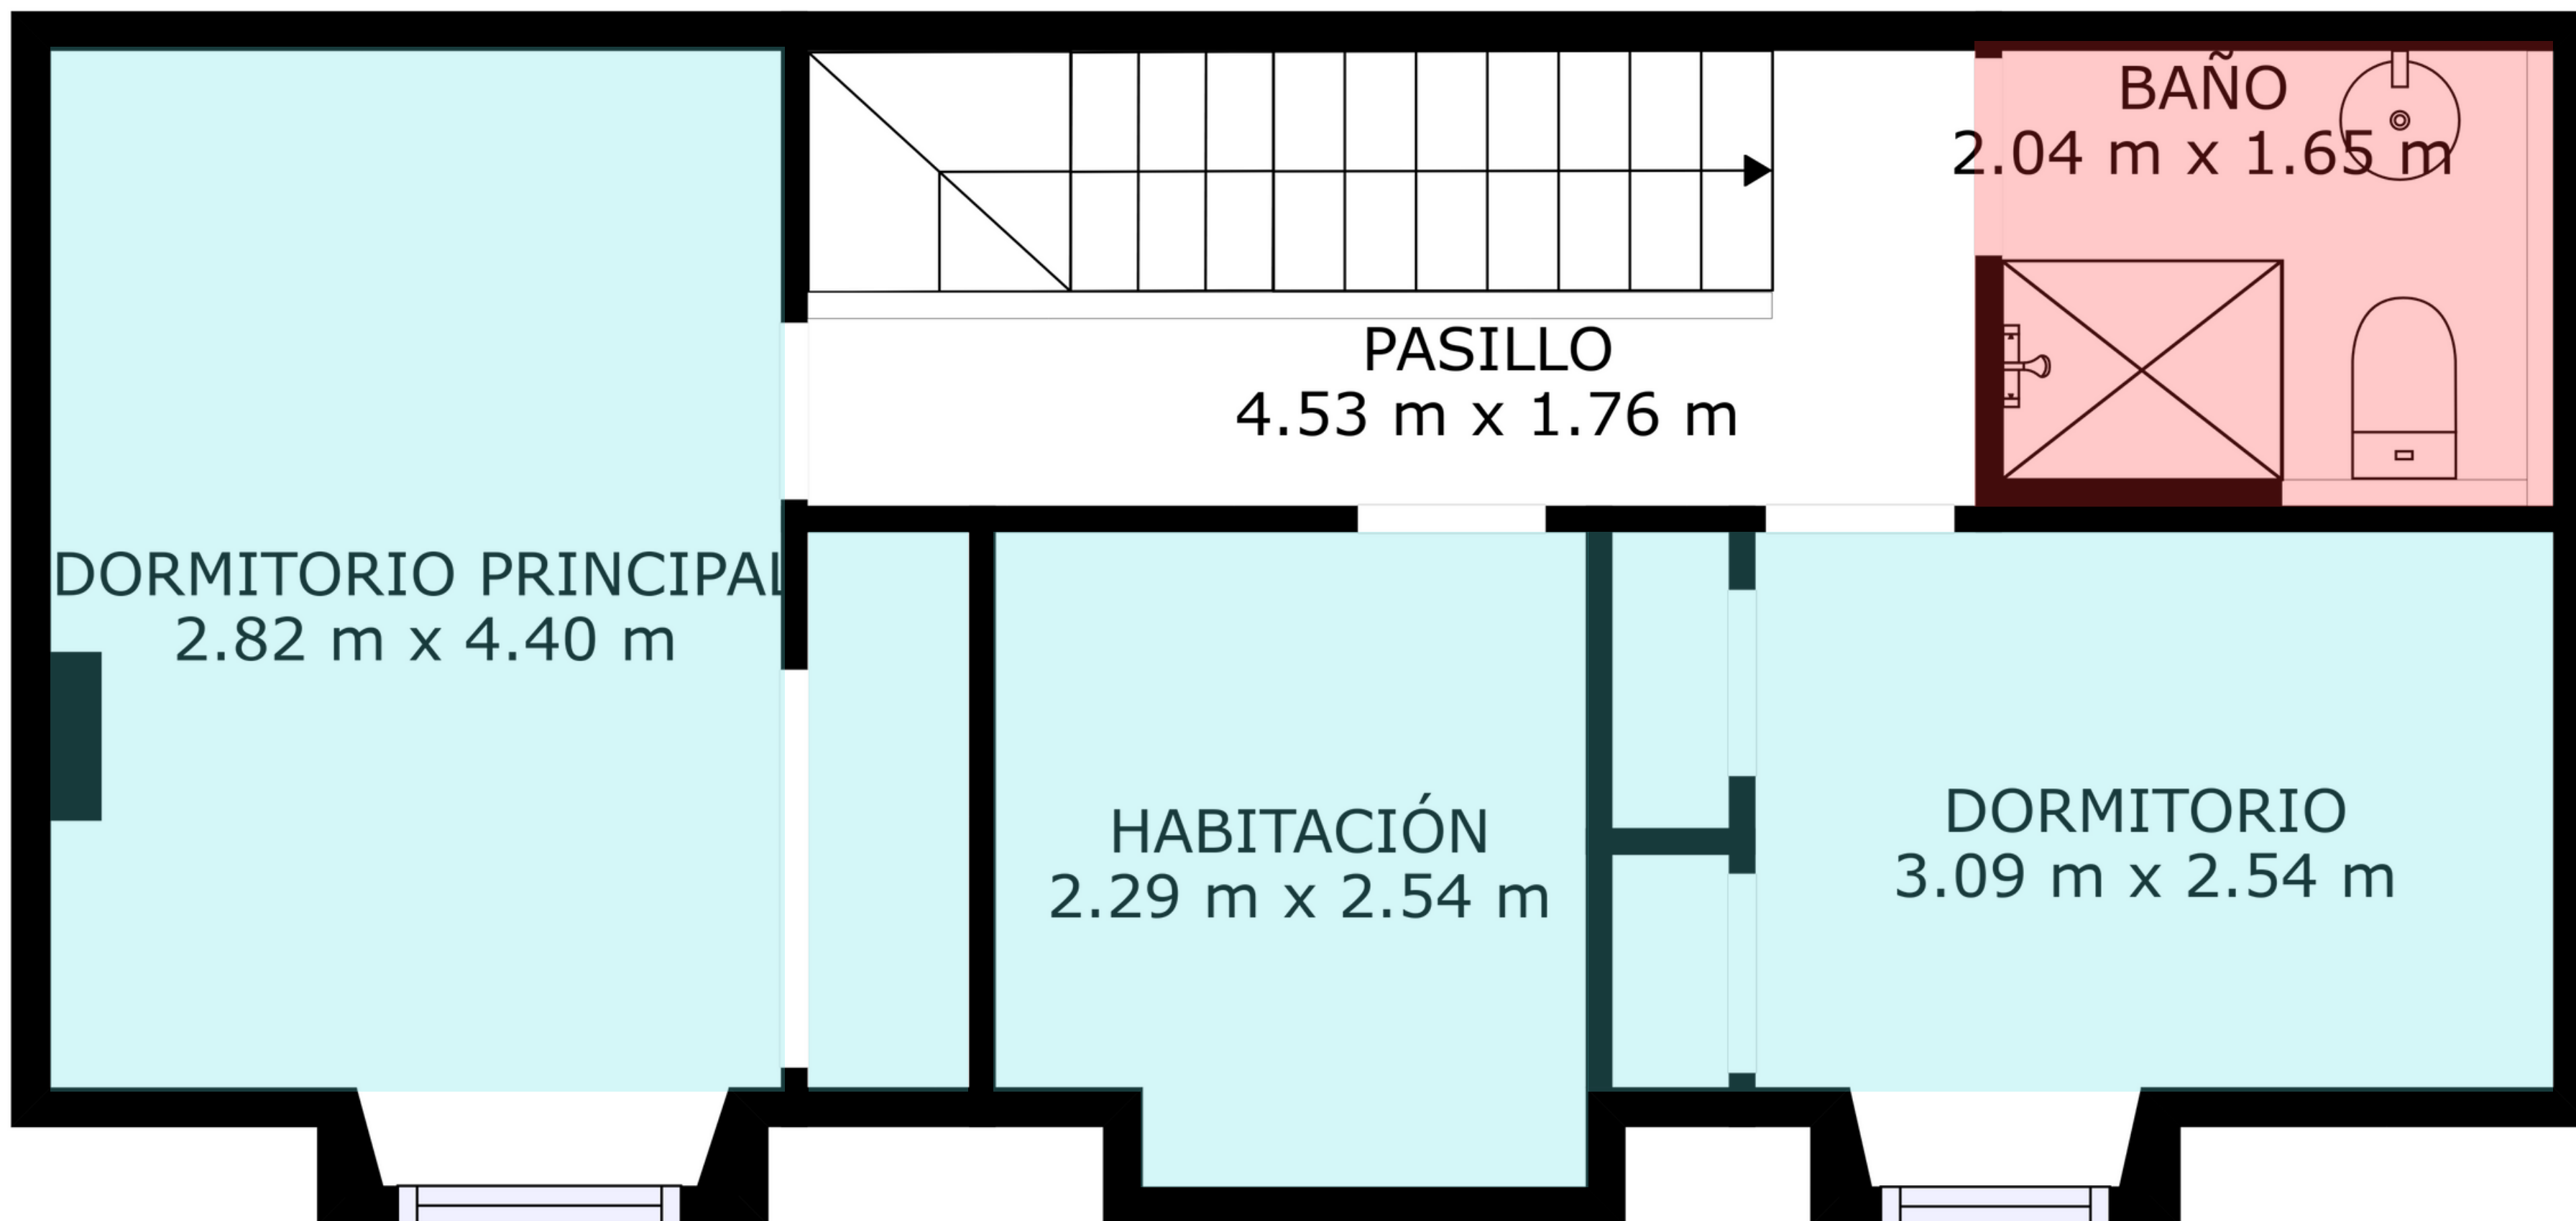 BAÑO
2.04 m x 1.65 m
PASILLO
4.53 m x 1.76 m
DORMITORIO PRINCIPAL
2.82 m x 4.40 m
HABITACIÓN
2.29 m x 2.54 m
DORMITORIO
3.09 m x 2.54 m